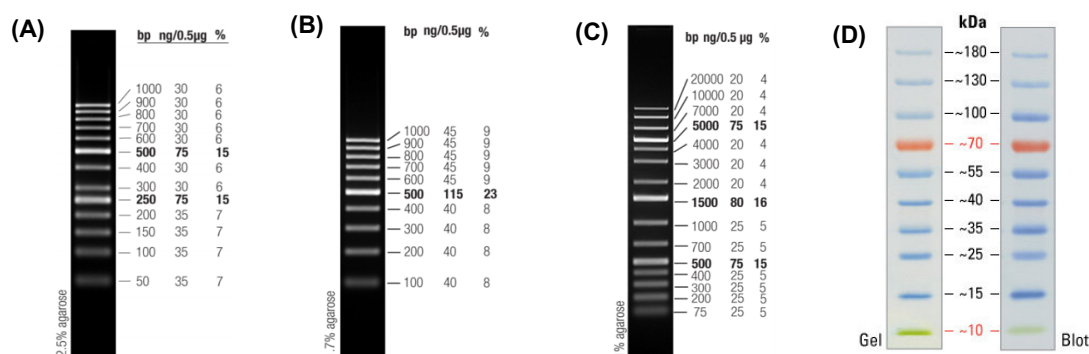 (A)
bp ng/0.5µg %
1000 30 6
900 30 6
800 30 6
700 30 6
600 30 6
500 75 15
400 30 6
300 30 6
250 75 15
200 35 7
150 35 7
100 35 7
50 35 7
2.5% agarose
(B)
bp ng/0.5µg %
1000 45 9
900 45 9
800 45 9
700 45 9
600 45 9
500 115 23
400 40 8
300 40 8
200 40 8
100 40 8
.7% agarose
(C)
bp ng/0.5 µg %
20000 20 4
10000 20 4
7000 20 4
5000 75 15
4000 20 4
3000 20 4
2000 20 4
1500 80 16
1000 25 5
700 25 5
500 75 15
400 25 5
300 25 5
200 25 5
75 25 5
% agarose
(D)
kDa
~180
~130
~100
~70
~55
~40
~35
~25
~15
~10
Gel
Blot